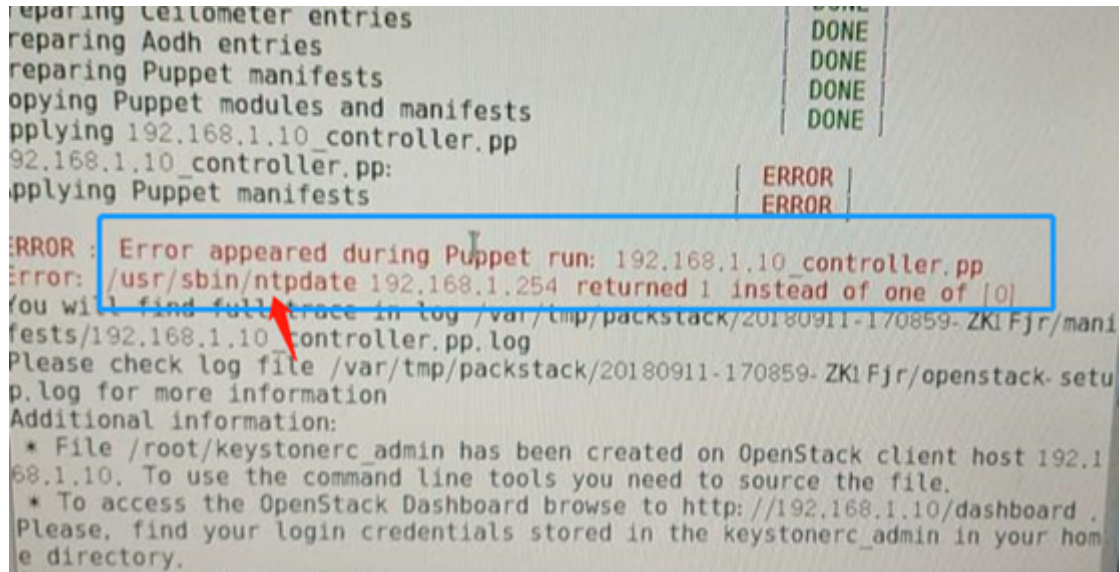 eparing Ceilometer entries
reparing Aodh entries | DONE |
reparing Puppet manifests | DONE |
opying Puppet modules and manifests | DONE |
pplying 192.168.1.10_controller.pp | DONE |
92.168.1.10_controller.pp:
pplying Puppet manifests | ERROR |
| ERROR |
ERROR : Error appeared during Puppet run: 192.168.1.10_controller.pp
Error: /usr/sbin/ntpdate 192.168.1.254 returned 1 instead of one of [0]
You will find full trace in log /var/tmp/packstack/20180911-170859-ZK1Fjr/mani
fests/192.168.1.10_controller.pp.log
Please check log file /var/tmp/packstack/20180911-170859-ZK1Fjr/openstack-setu
p.log for more information
Additional information:
* File /root/keystonerc_admin has been created on OpenStack client host 192.1
68.1.10. To use the command line tools you need to source the file.
* To access the OpenStack Dashboard browse to http://192.168.1.10/dashboard .
Please, find your login credentials stored in the keystonerc_admin in your hom
e directory.